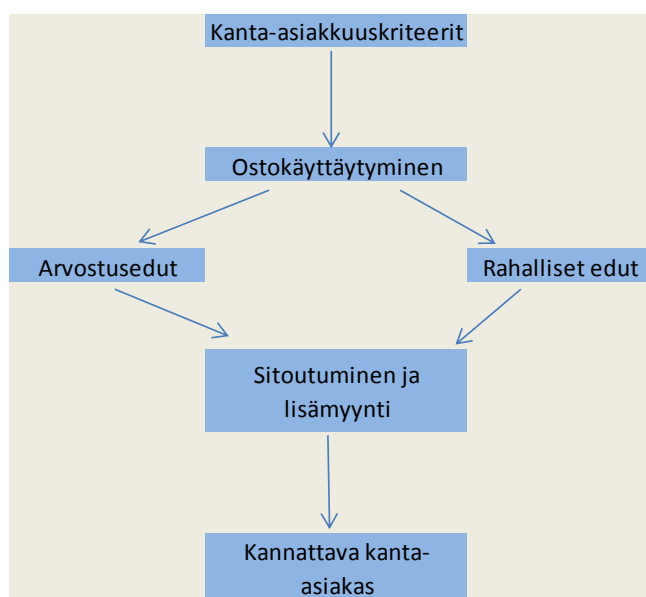 Kanta-asiakkuuskriteerit
Ostokäyttäytyminen
Arvostusedut
Rahalliset edut
Sitoutuminen ja
lisämyynti
Kannattava kanta-
asiakas